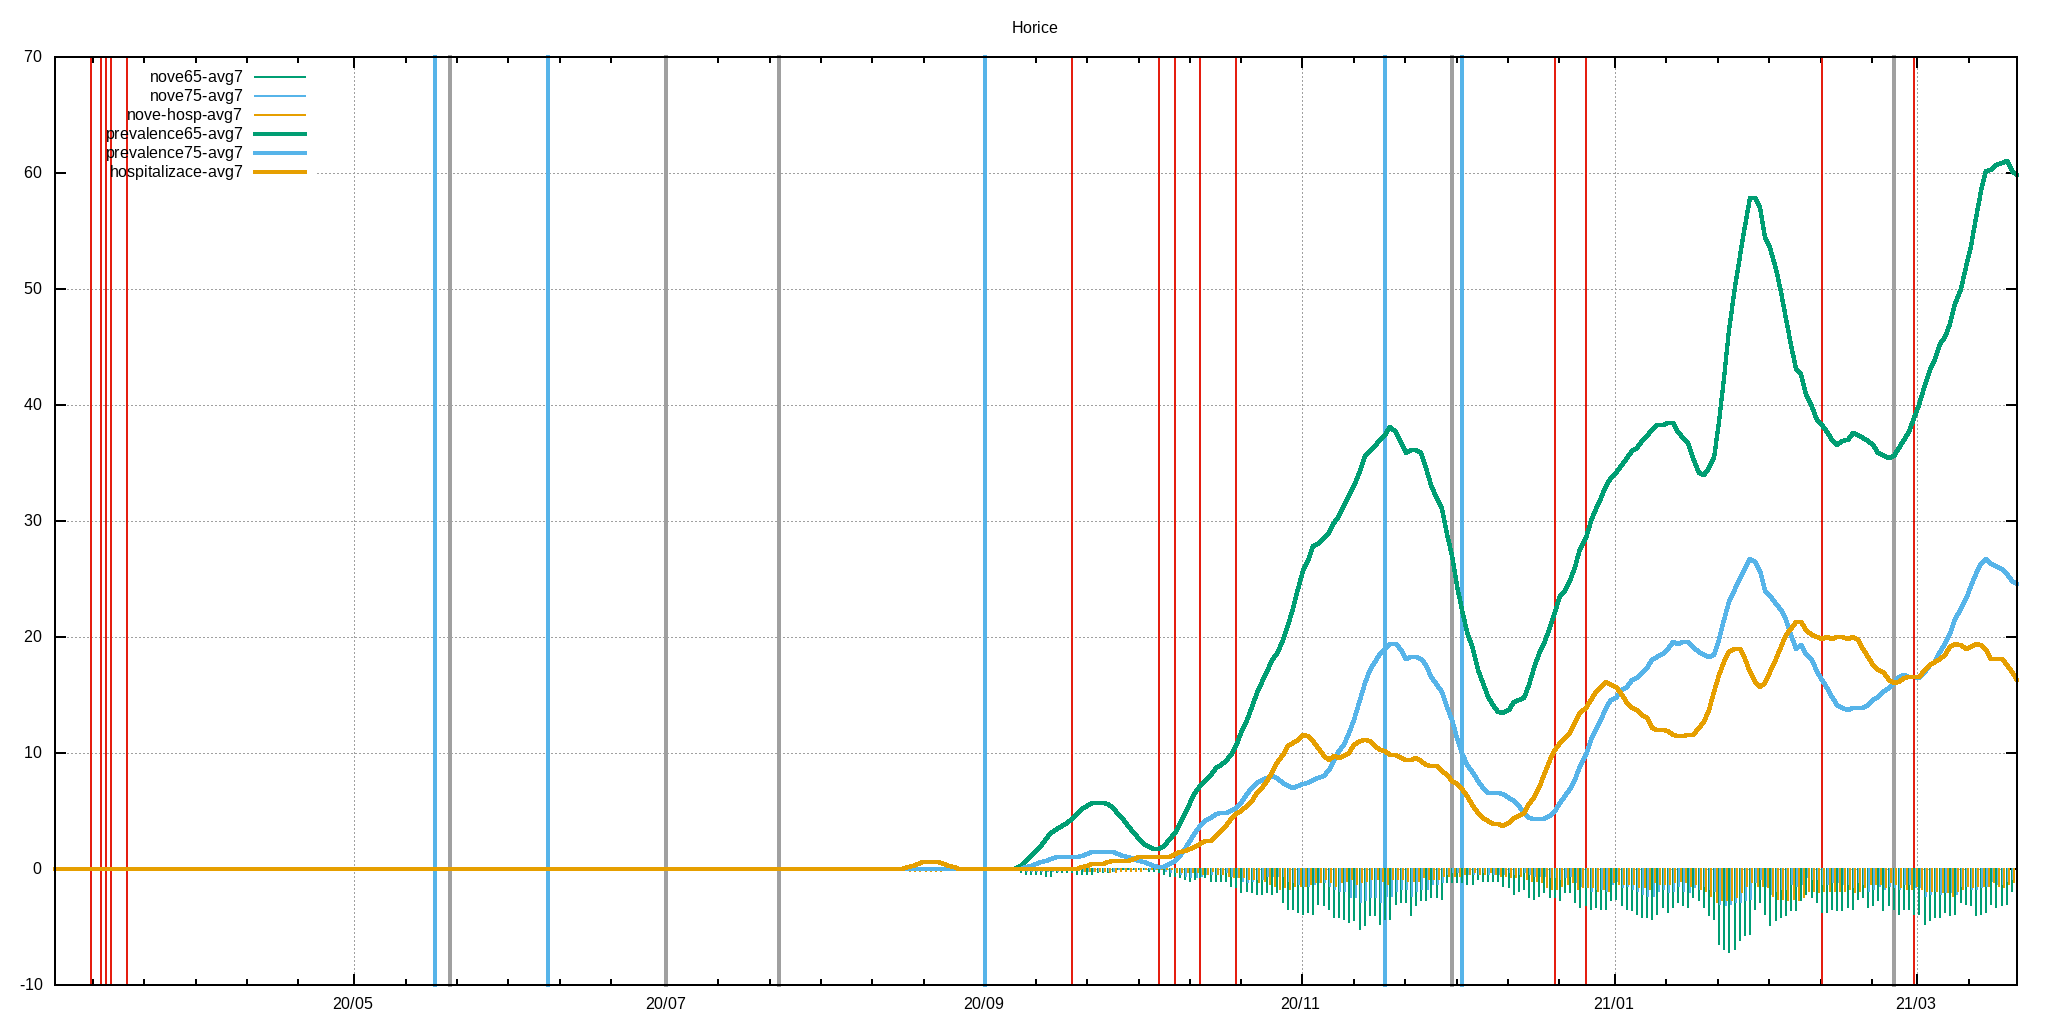 Horice
70
nove65-avg7
nove75-avg7
nove-hosp-avg7
prevalence65-avg7
prevalence75-avg7
hospitalizace-avg7
60
50
40
30
20
10
0
-10
20/05 20/07 20/09 20/11 21/01 21/03